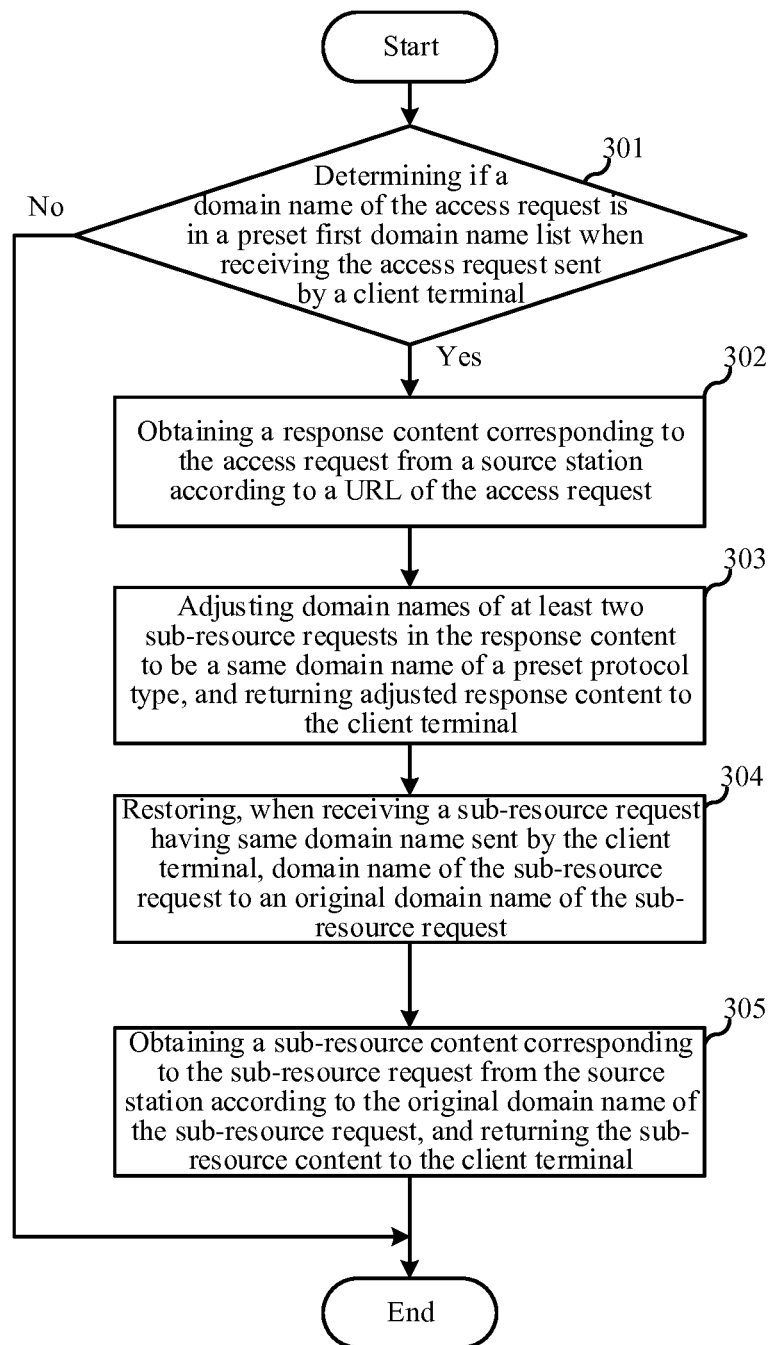 Start
301
Determining if a
domain name of the access request is
in a preset first domain name list when
receiving the access request sent
by a client terminal
No
Yes
302
Obtaining a response content corresponding to
the access request from a source station
according to a URL of the access request
303
Adjusting domain names of at least two
sub-resource requests in the response content
to be a same domain name of a preset protocol
type, and returning adjusted response content to
the client terminal
304
Restoring, when receiving a sub-resource request
having same domain name sent by the client
terminal, domain name of the sub-resource
request to an original domain name of the sub-
resource request
305
Obtaining a sub-resource content corresponding
to the sub-resource request from the source
station according to the original domain name of
the sub-resource request, and returning the sub-
resource content to the client terminal
End